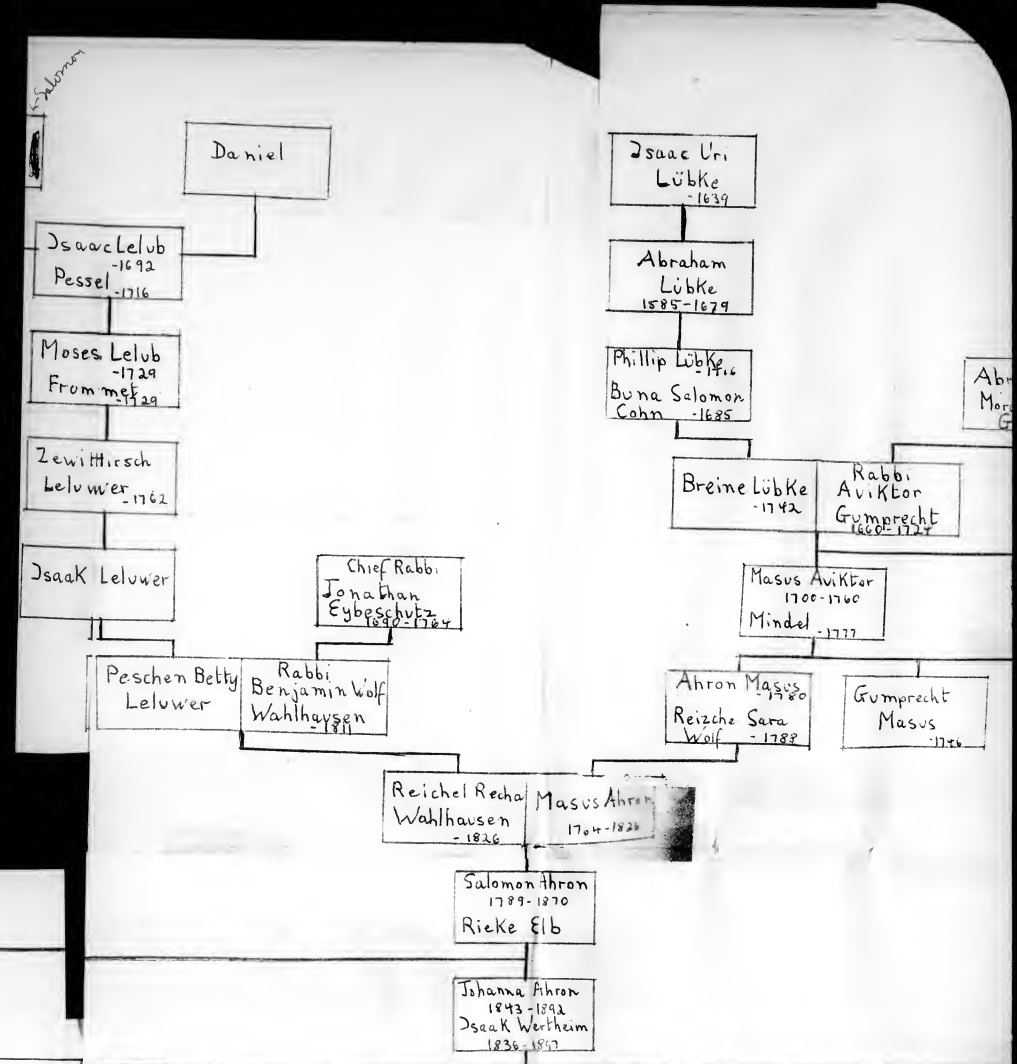 Salomon
Daniel
Isaac Uri
Lübke
-1639
Isaac Lelub
-1692
Pessel -1716
Abraham
Lübke
1585-1679
Moses Lelub
-1729
Frommet
-1729
Phillip Lübke
Buna Salomon
Cohn -1685
Abr
Mor
G
Zewi Hirsch
Leluwer -1762
Breine Lübke
-1742
Rabbi
Aviktor
Gumprecht
1660-1724
Isaak Leluwer
Chief Rabbi
Jonathan
Eybeschutz
1690-1764
Masus Aviktor
1700-1760
Mindel -1777
Peschen Betty
Leluwer
Rabbi
Benjamin Wolf
Wahlhausen
-1811
Ahron Masus
-1780
Reizche Sara
Wolf -1788
Gumprecht
Masus
-1746
Reichel Recha
Wahlhausen
-1826
Masus Ahron
1764-1826
Salomon Ahron
1789-1870
Rieke Elb
Johanna Ahron
1843-1892
Isaak Wertheim
1836-1897